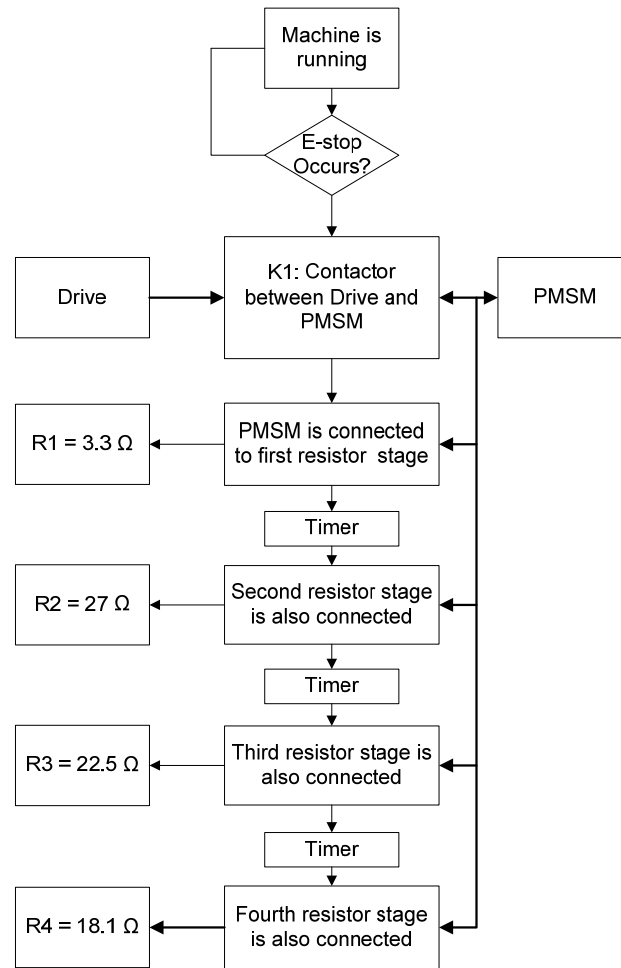 Machine is
running
E-stop
Occurs?
Drive
K1: Contactor
between Drive and
PMSM
PMSM
R1 = 3.3 Ω
PMSM is connected
to first resistor stage
Timer
R2 = 27 Ω
Second resistor stage
is also connected
Timer
R3 = 22.5 Ω
Third resistor stage is
also connected
Timer
R4 = 18.1 Ω
Fourth resistor stage
is also connected